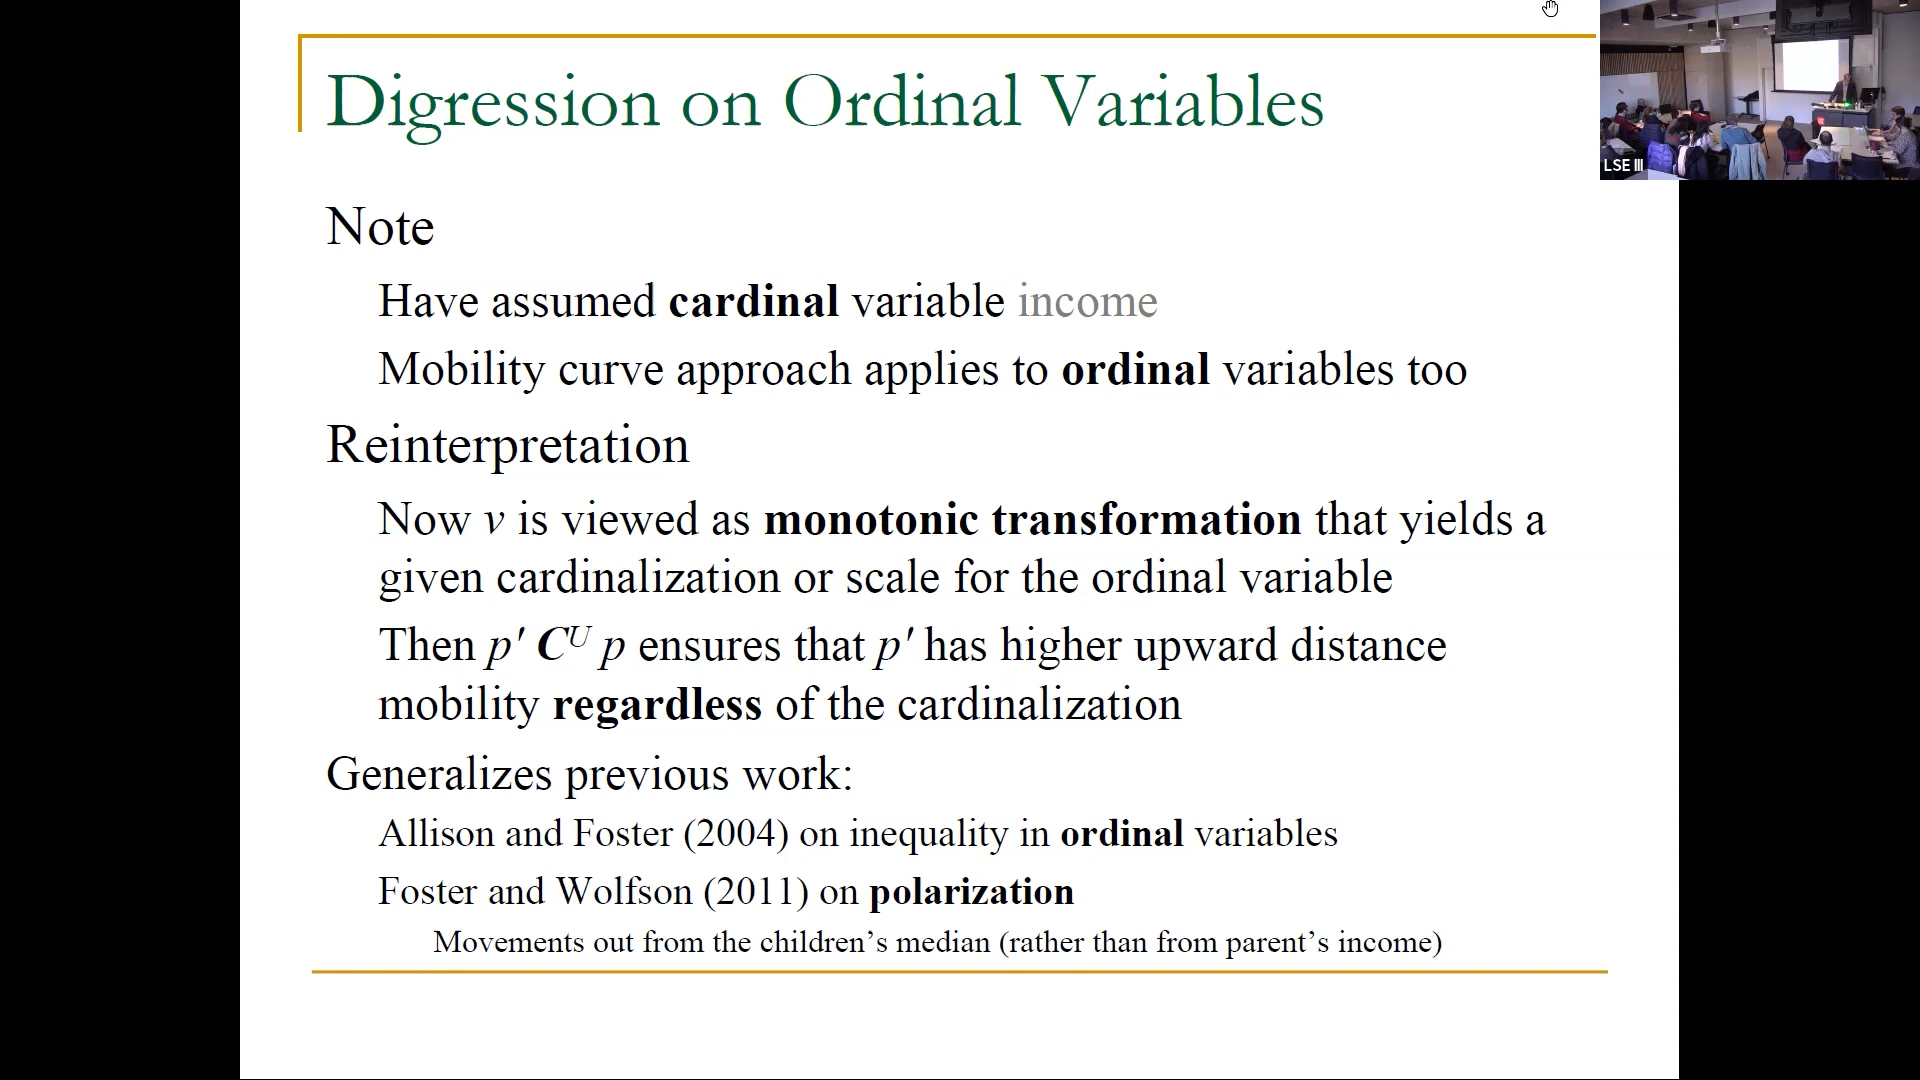 Digression on Ordinal Variables
LSE III
Note
Have assumed cardinal variable income
Mobility curve approach applies to ordinal variables too
Reinterpretation
Now v is viewed as monotonic transformation that yields a
given cardinalization or scale for the ordinal variable
Then p′ Cᵁ p ensures that p′ has higher upward distance
mobility regardless of the cardinalization
Generalizes previous work:
Allison and Foster (2004) on inequality in ordinal variables
Foster and Wolfson (2011) on polarization
Movements out from the children’s median (rather than from parent’s income)